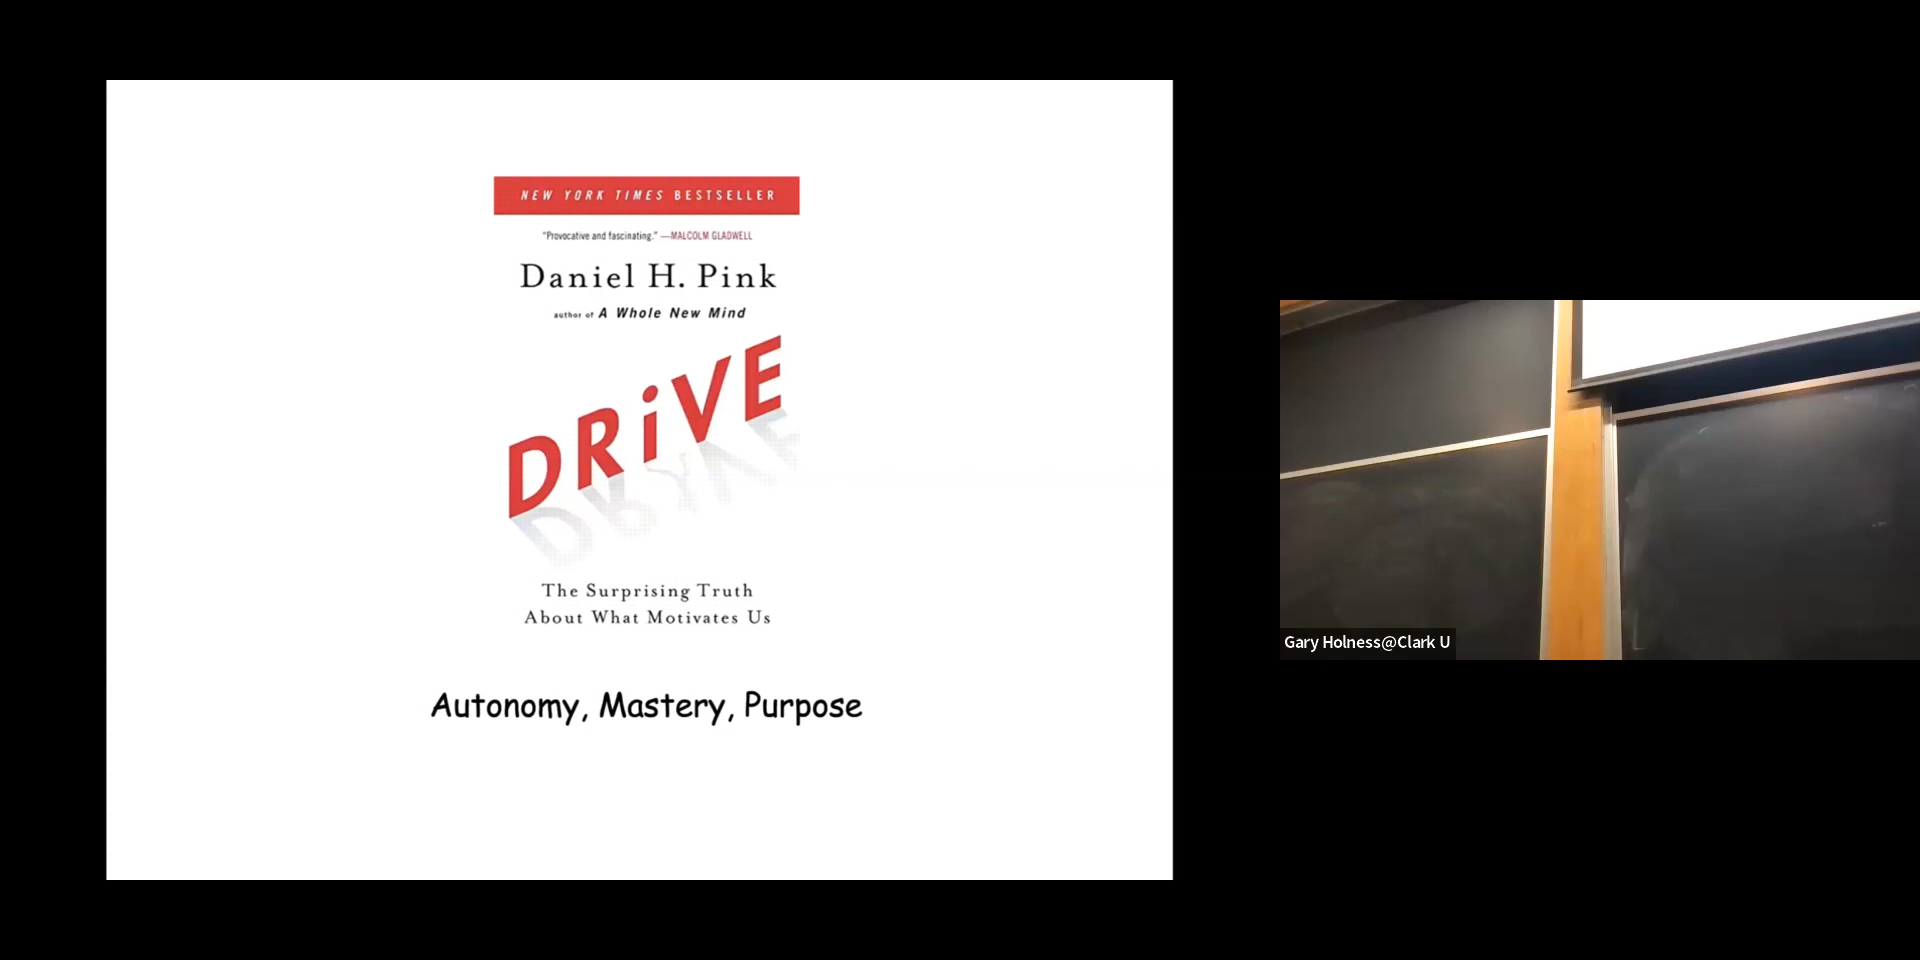 NEW YORK TIMES BESTSELLER
"Provocative and fascinating." —MALCOLM GLADWELL
Daniel H. Pink
author of A Whole New Mind
DRiVE
The Surprising Truth
About What Motivates Us
Autonomy, Mastery, Purpose
Gary Holness@Clark U